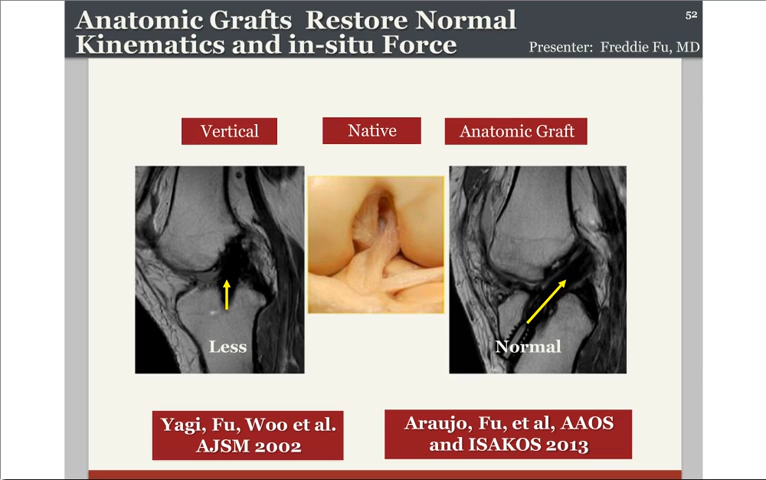 Anatomic Grafts Restore Normal
Kinematics and in-situ Force
52
Presenter: Freddie Fu, MD
Vertical
Native
Anatomic Graft
Less
Normal
Yagi, Fu, Woo et al.
AJSM 2002
Araujo, Fu, et al, AAOS
and ISAKOS 2013